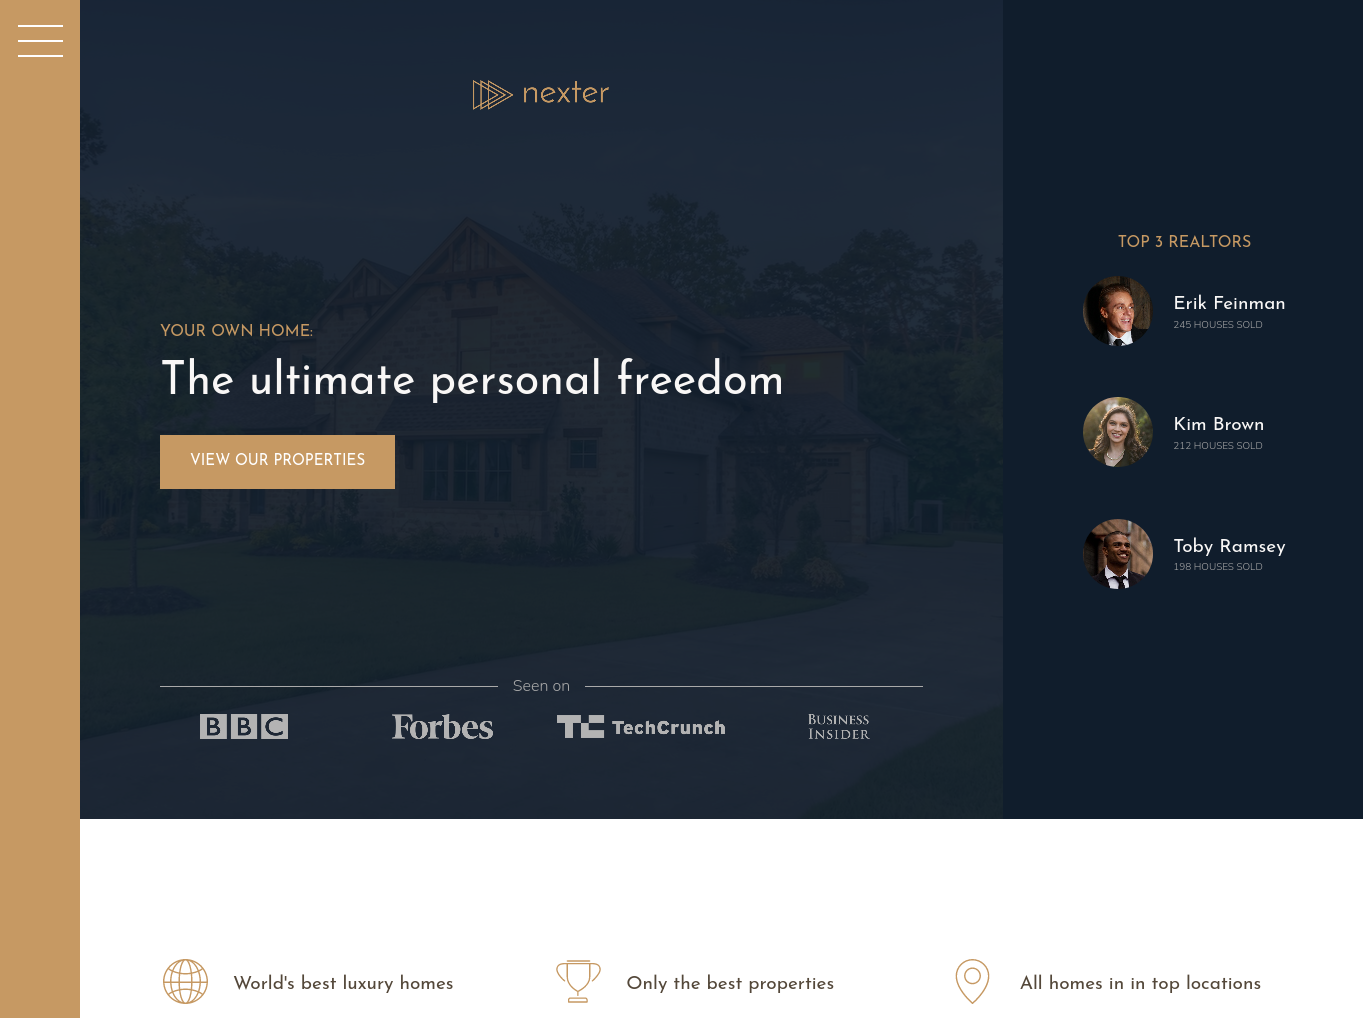 nexter
YOUR OWN HOME:
The ultimate personal freedom
VIEW OUR PROPERTIES
Seen on
BBC
Forbes
TC TechCrunch
BUSINESS
INSIDER
TOP 3 REALTORS
Erik Feinman
245 HOUSES SOLD
Kim Brown
212 HOUSES SOLD
Toby Ramsey
198 HOUSES SOLD
World's best luxury homes
Only the best properties
All homes in in top locations